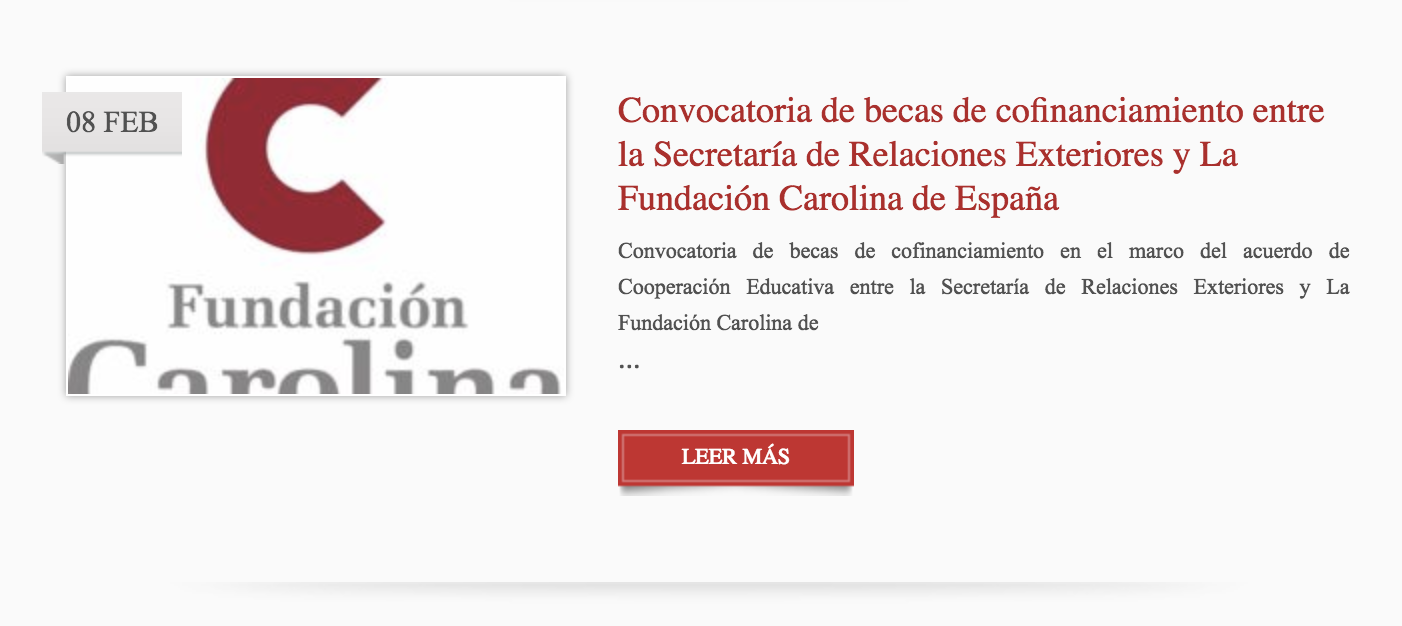 08 FEB
Fundación
Carolina
Convocatoria de becas de cofinanciamiento entre
la Secretaría de Relaciones Exteriores y La
Fundación Carolina de España
Convocatoria de becas de cofinanciamiento en el marco del acuerdo de
Cooperación Educativa entre la Secretaría de Relaciones Exteriores y La
Fundación Carolina de
...
LEER MÁS